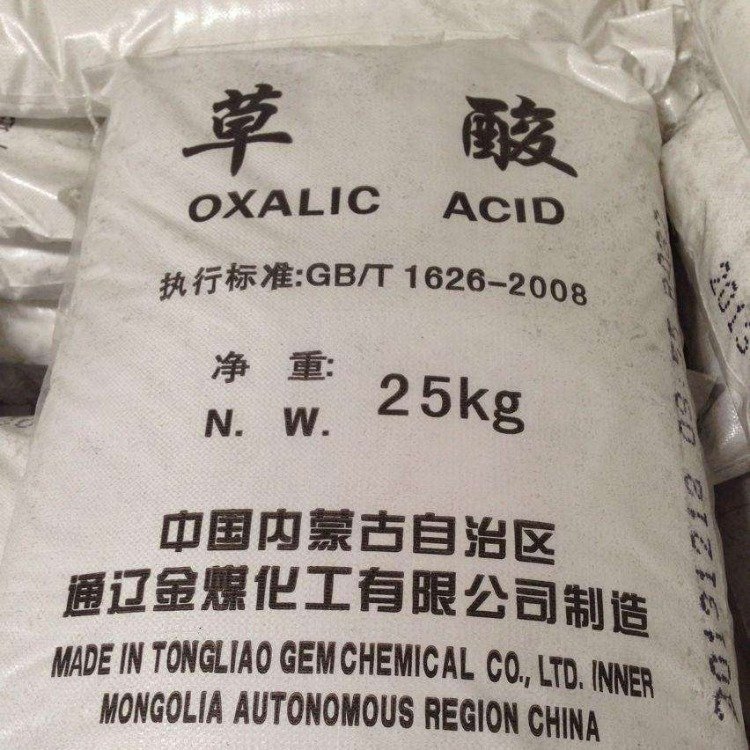 草 酸
OXALIC ACID
执行标准:GB/T 1626-2008
净 重: 25kg
N. W.
中国内蒙古自治区
通辽金煤化工有限公司制造
MADE IN TONGLIAO GEM CHEMICAL CO., LTD. INNER
MONGOLIA AUTONOMOUS REGION CHINA